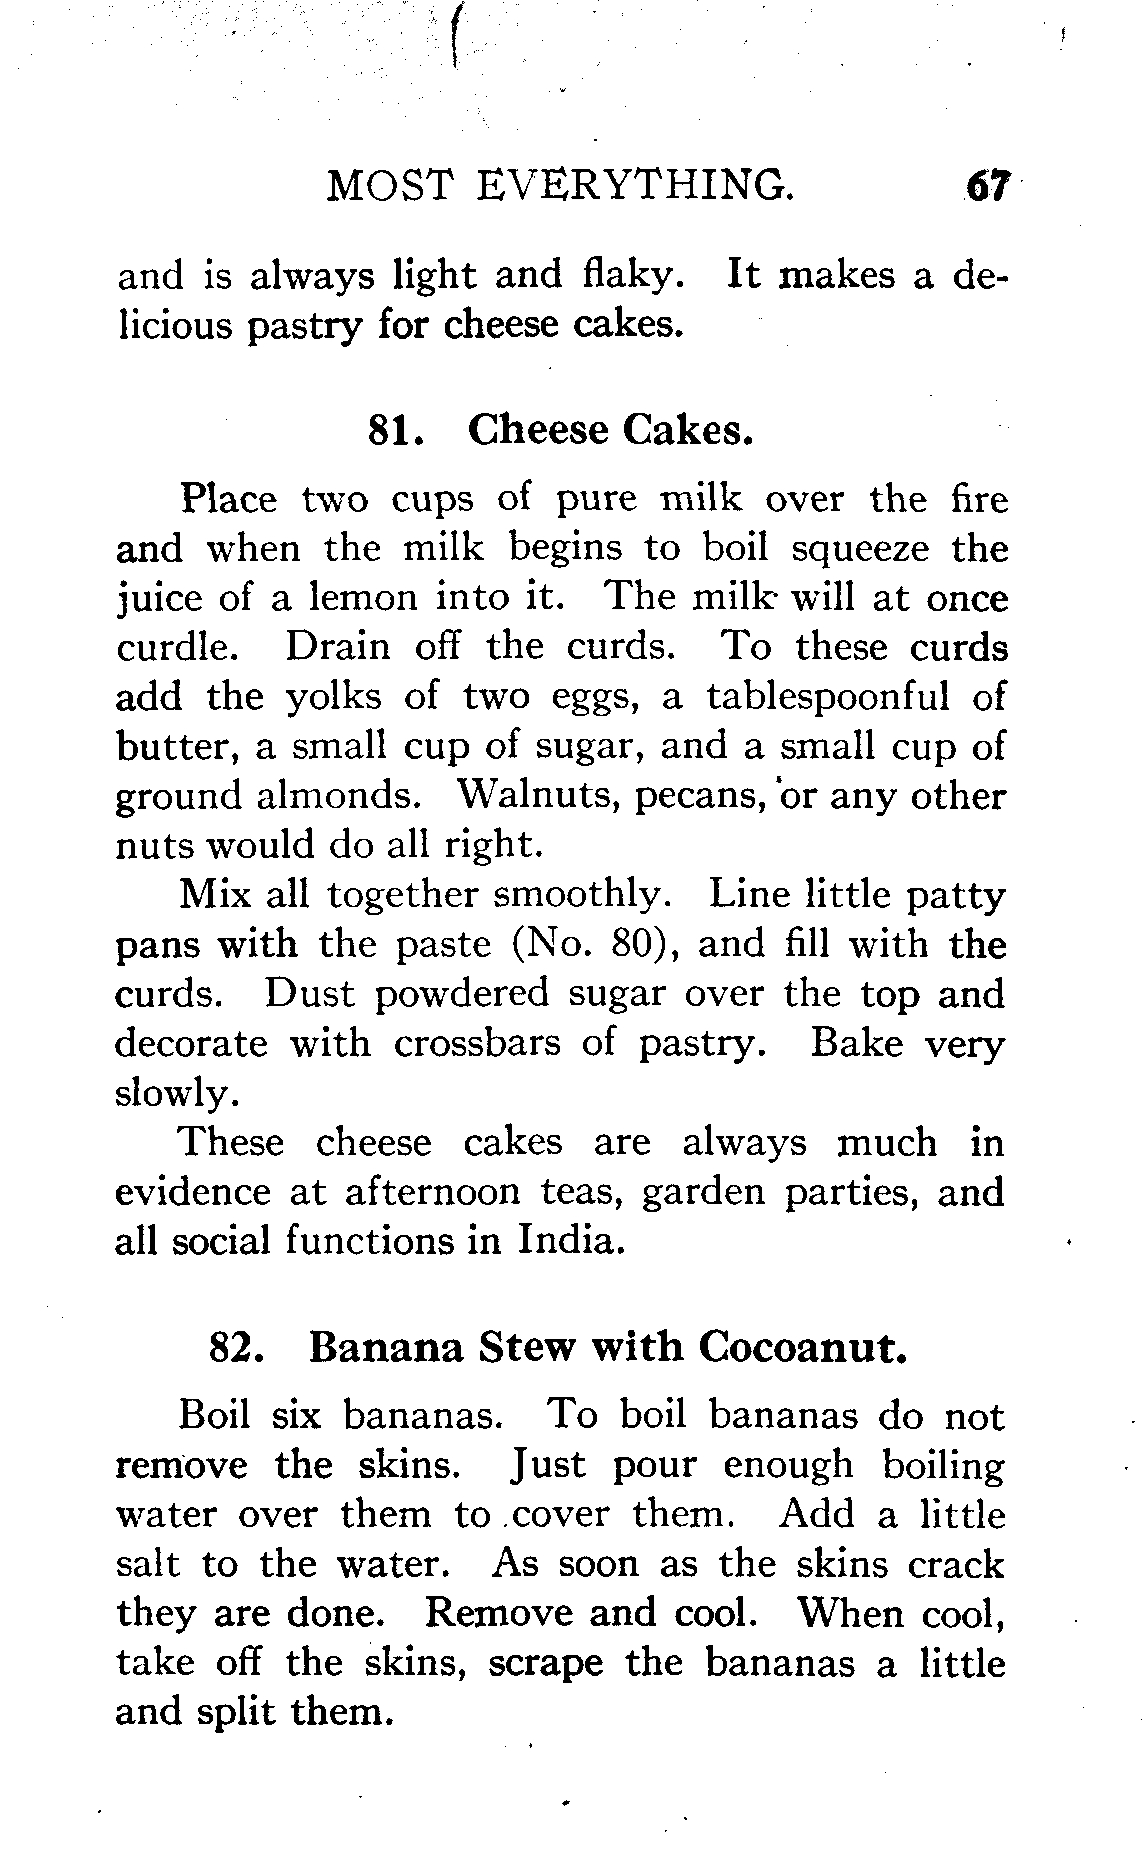 MOST EVERYTHING. 67
and is always light and flaky. It makes a de-
licious pastry for cheese cakes.
81. Cheese Cakes.
Place two cups of pure milk over the fire
and when the milk begins to boil squeeze the
juice of a lemon into it. The milk will at once
curdle. Drain off the curds. To these curds
add the yolks of two eggs, a tablespoonful of
butter, a small cup of sugar, and a small cup of
ground almonds. Walnuts, pecans, or any other
nuts would do all right.
Mix all together smoothly. Line little patty
pans with the paste (No. 80), and fill with the
curds. Dust powdered sugar over the top and
decorate with crossbars of pastry. Bake very
slowly.
These cheese cakes are always much in
evidence at afternoon teas, garden parties, and
all social functions in India.
82. Banana Stew with Cocoanut.
Boil six bananas. To boil bananas do not
remove the skins. Just pour enough boiling
water over them to cover them. Add a little
salt to the water. As soon as the skins crack
they are done. Remove and cool. When cool,
take off the skins, scrape the bananas a little
and split them.